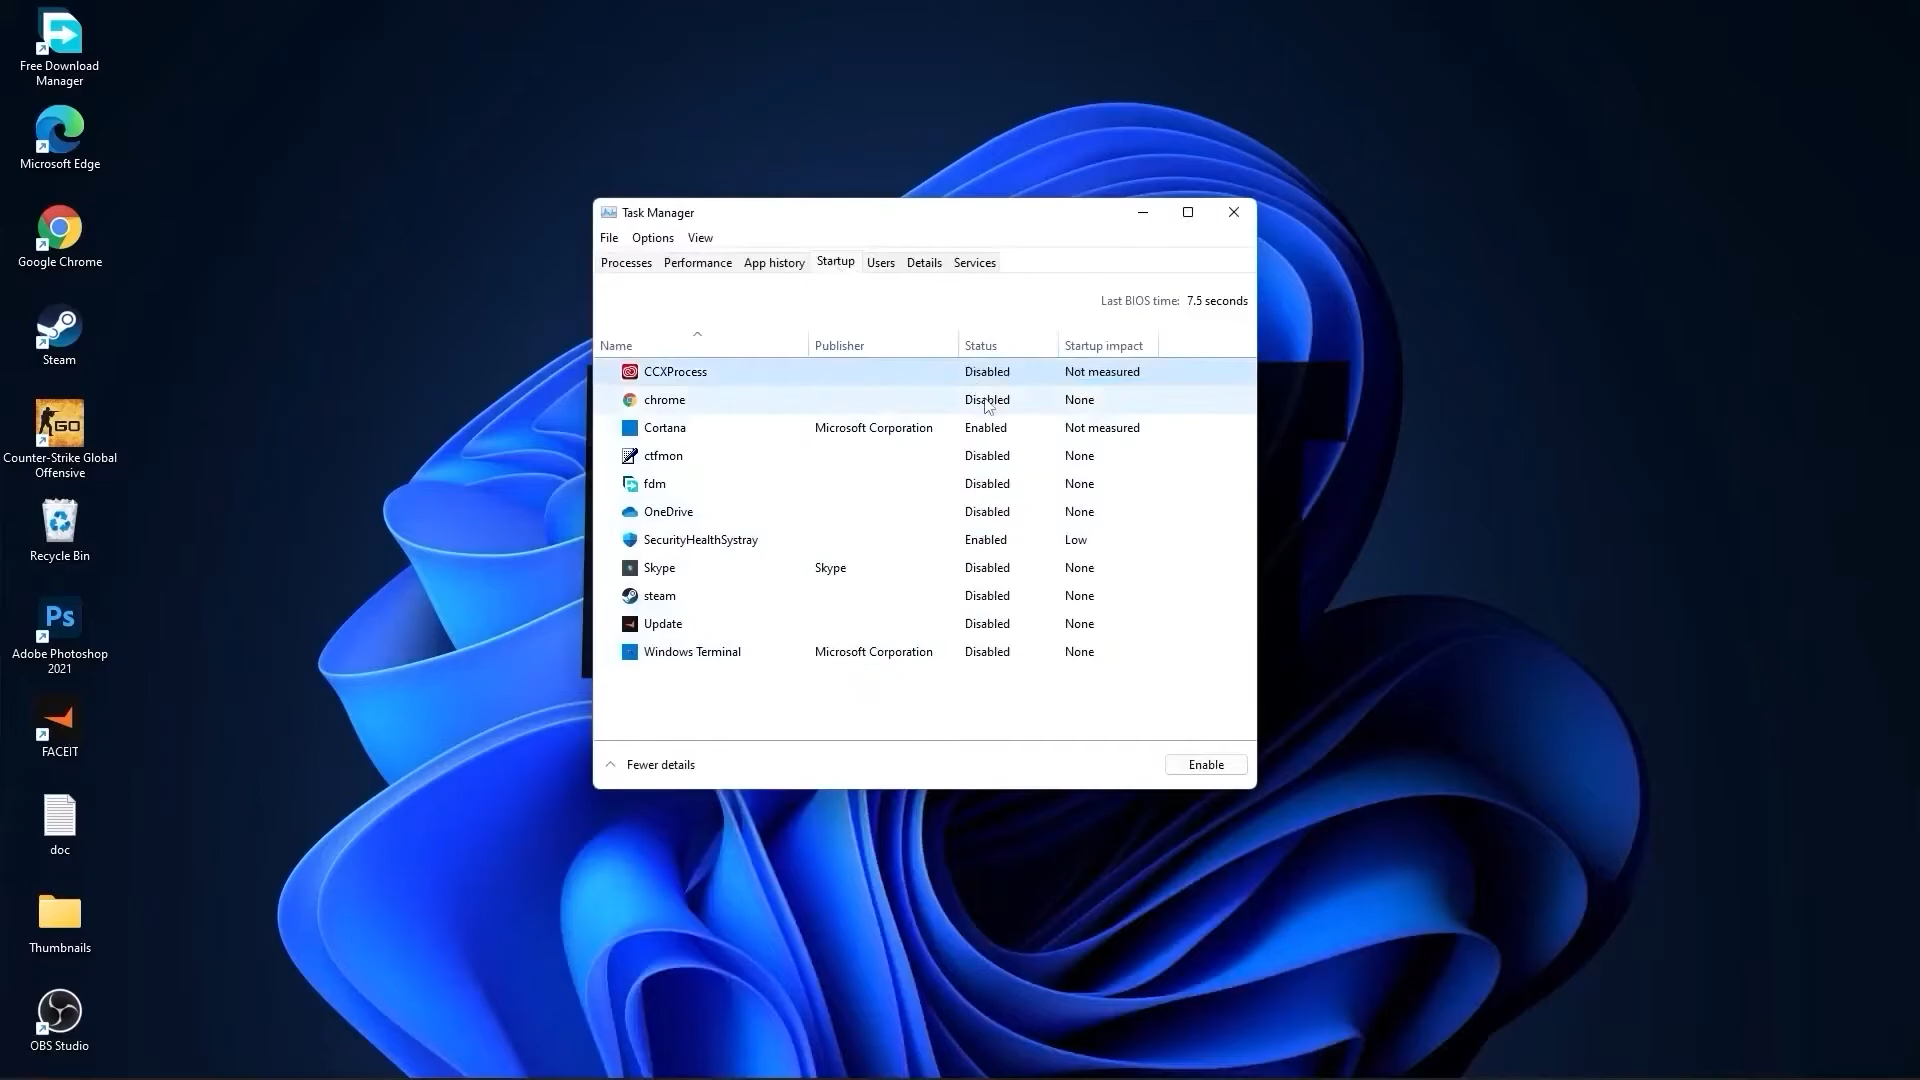 Free Download
Manager
Microsoft Edge
Google Chrome
Steam
GO
Counter-Strike Global
Offensive
Recycle Bin
Ps
Adobe Photoshop
2021
FACEIT
doc
Thumbnails
OBS Studio
Task Manager
File Options View
Processes Performance App history Startup Users Details Services
Last BIOS time: 7.5 seconds
Name Publisher Status Startup impact
CCXProcess Disabled Not measured
chrome Disabled None
Cortana Microsoft Corporation Enabled Not measured
ctfmon Disabled None
fdm Disabled None
OneDrive Disabled None
SecurityHealthSystray Enabled Low
Skype Skype Disabled None
steam Disabled None
Update Disabled None
Windows Terminal Microsoft Corporation Disabled None
Fewer details Enable